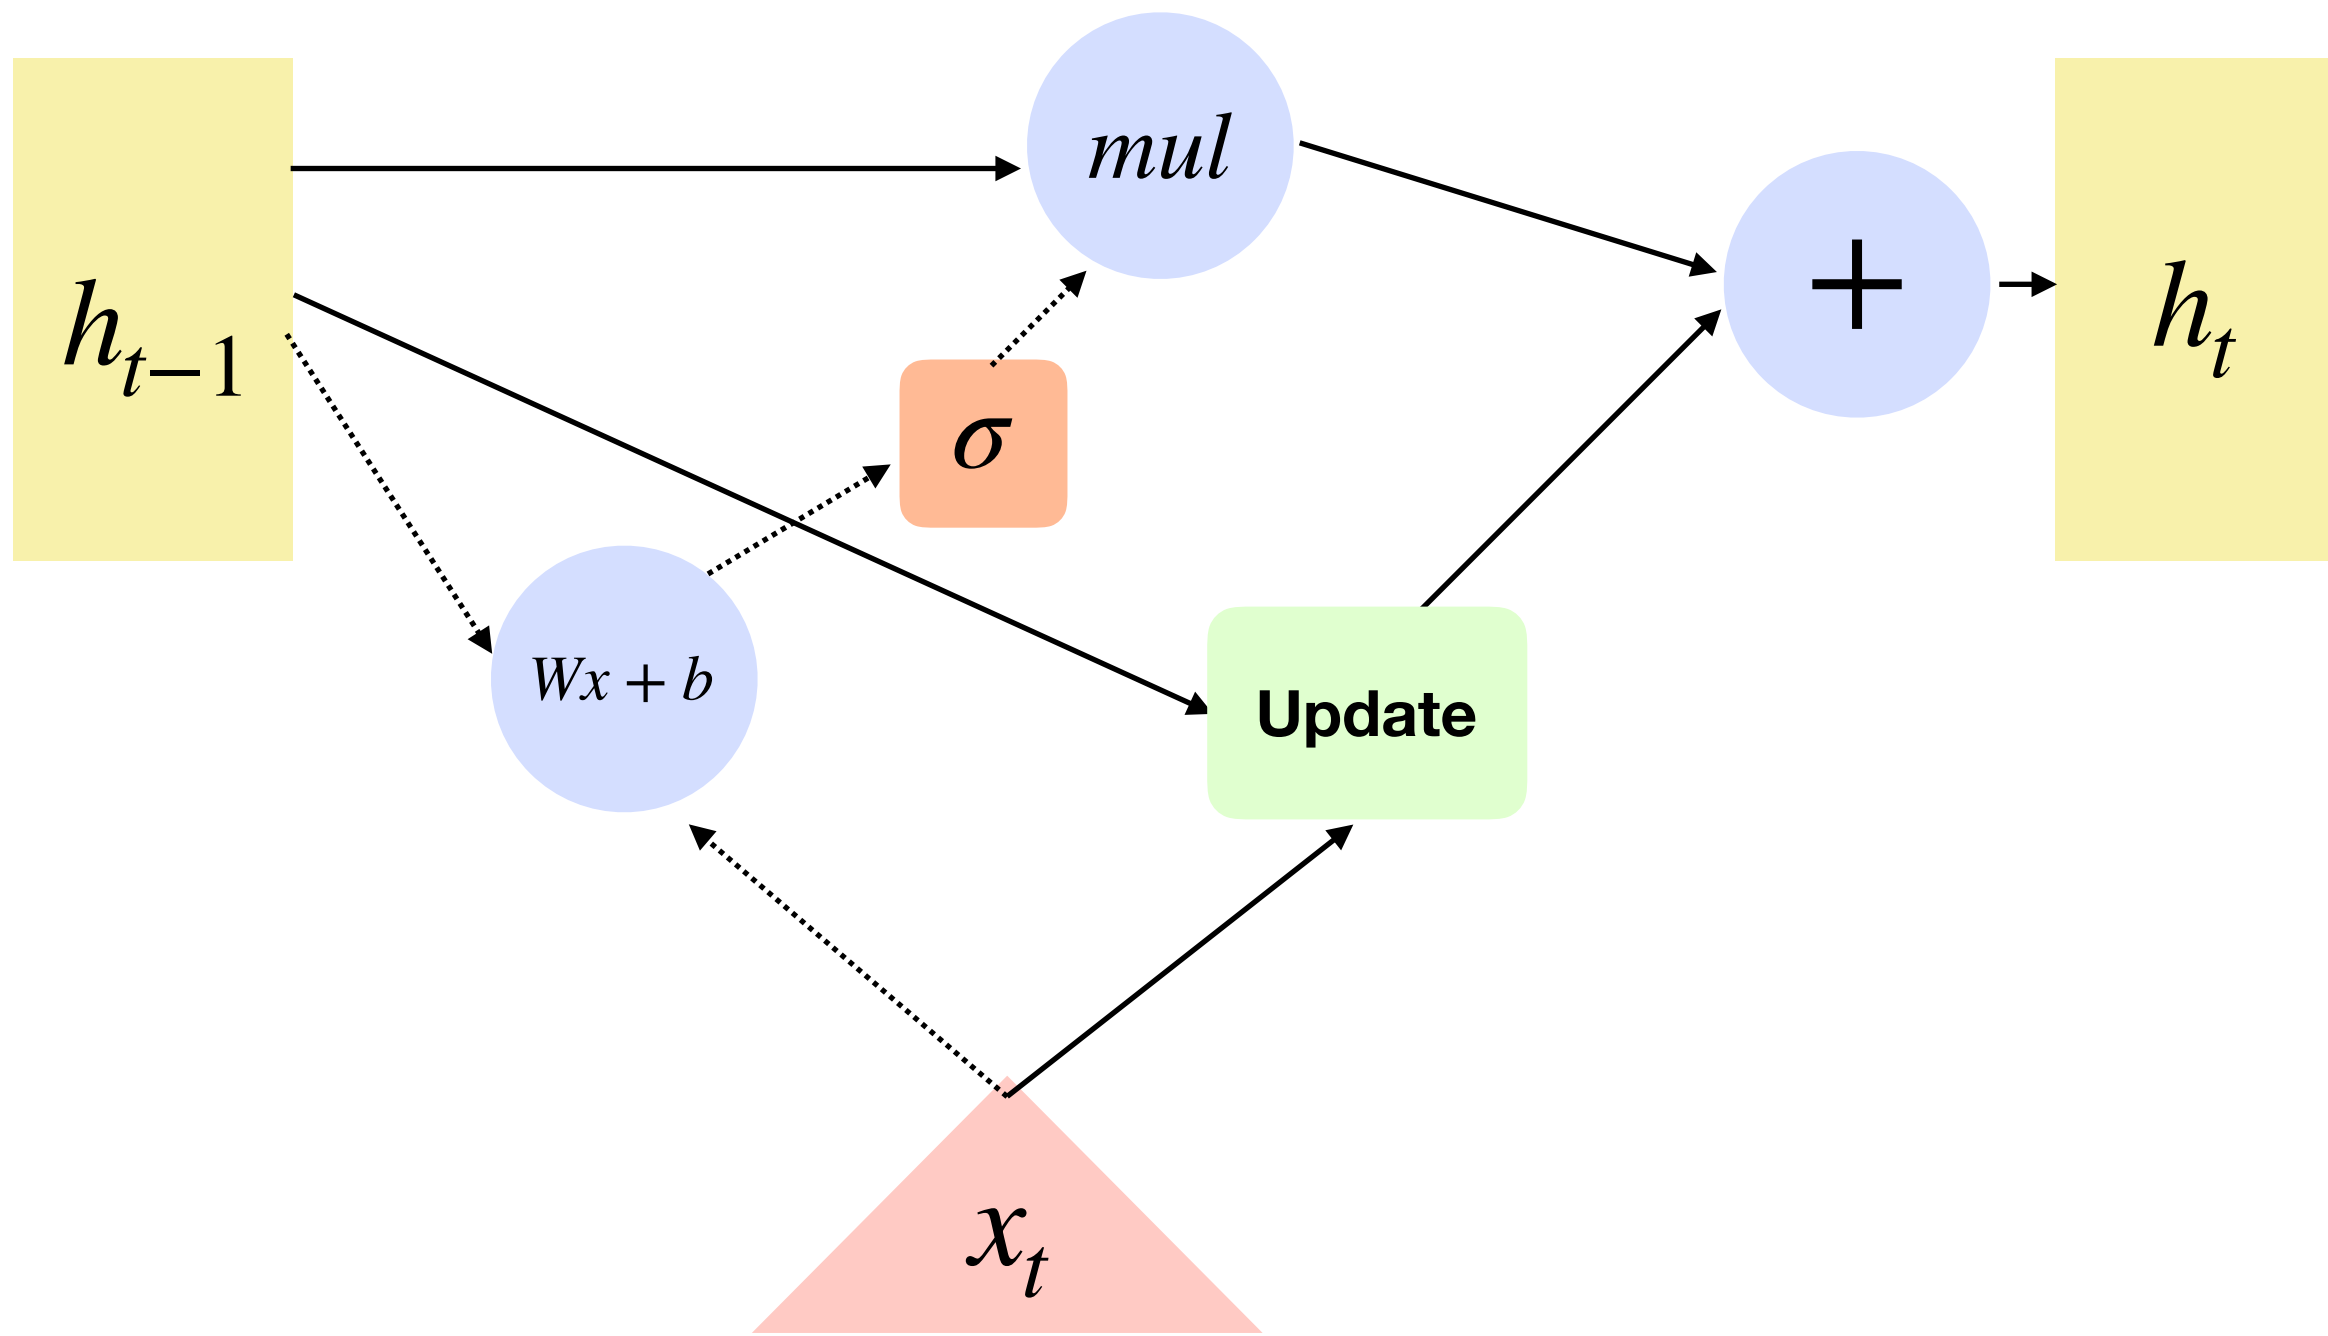 mul
+
h_{t-1}
h_t
σ
Wx + b
Update
x_t